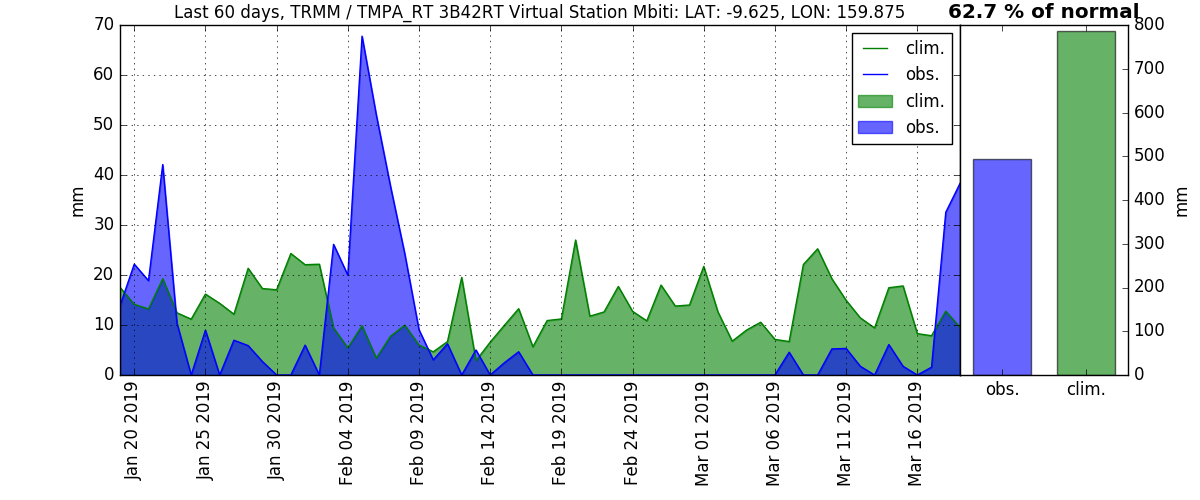 Last 60 days, TRMM / TMPA_RT 3B42RT Virtual Station Mbiti: LAT: -9.625, LON: 159.875
62.7 % of normal
70
60
50
40
30
20
10
0
mm
clim.
obs.
clim.
obs.
Jan 20 2019
Jan 25 2019
Jan 30 2019
Feb 04 2019
Feb 09 2019
Feb 14 2019
Feb 19 2019
Feb 24 2019
Mar 01 2019
Mar 06 2019
Mar 11 2019
Mar 16 2019
800
700
600
500
400
300
200
100
0
mm
obs.
clim.